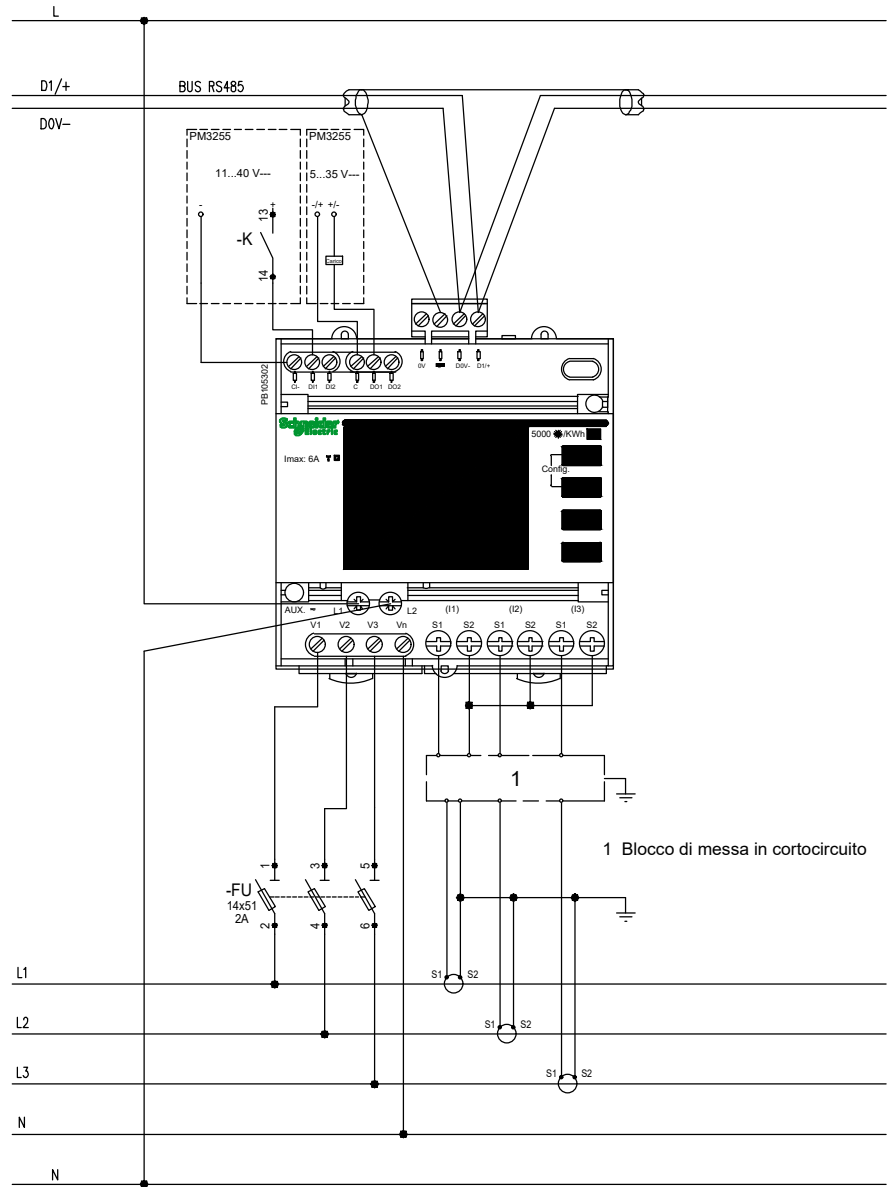 L
D1/+ BUS RS485
D0V-
PM3255 PM3255
11...40 V--- 5...35 V---
- + -/+ +/-
13
-K
14
Carico
PB105302
CI- DI1 DI2 C DO1 DO2
0V D0V- D1/+
Schneider
Electric
5000 /KWh
Imax: 6A
Config.
AUX. ~ L1 L2 (I1) (I2) (I3)
V1 V2 V3 Vn S1 S2 S1 S2 S1 S2
1
1 Blocco di messa in cortocircuito
1 3 5
-FU
14x51
2A
2 4 6
L1
S1 S2
L2
S1 S2
L3
S1 S2
N
N